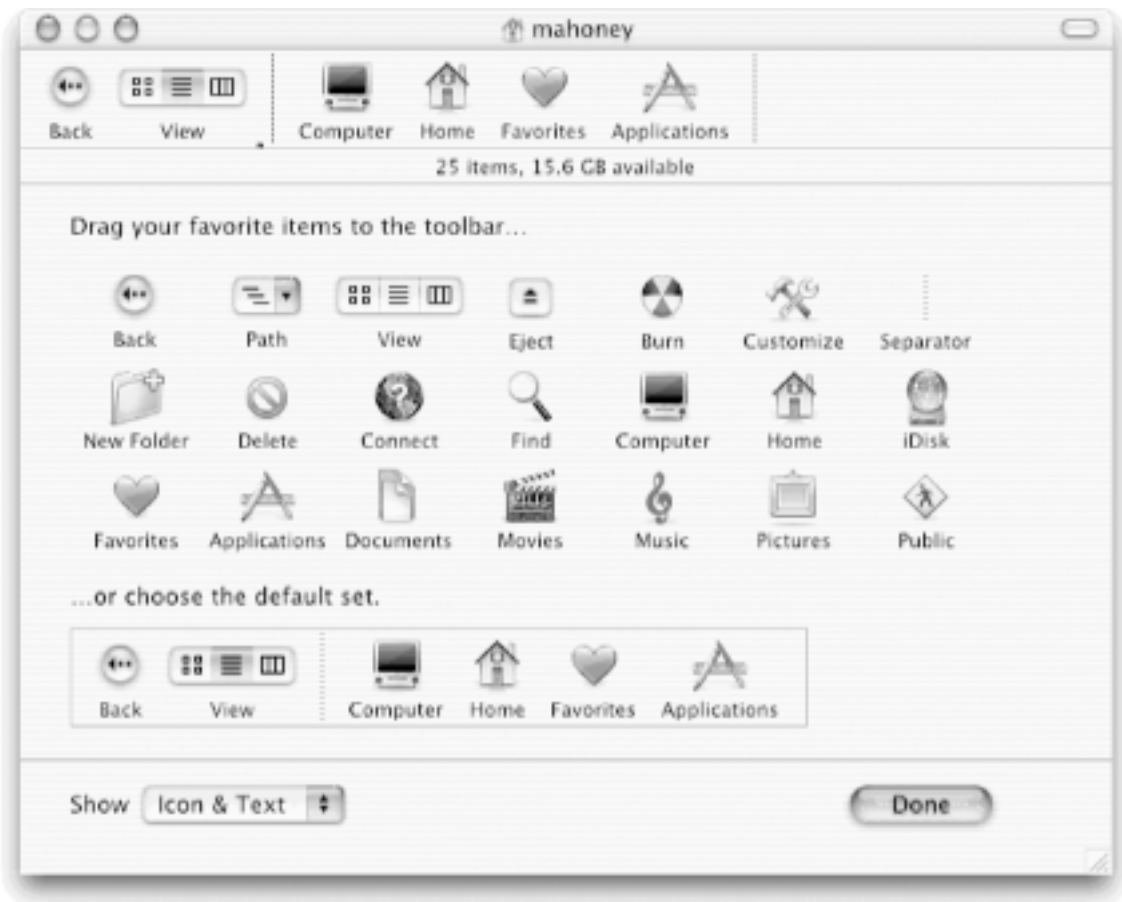 mahoney
Back View Computer Home Favorites Applications
25 items, 15.6 GB available
Drag your favorite items to the toolbar...
Back Path View Eject Burn Customize Separator
New Folder Delete Connect Find Computer Home iDisk
Favorites Applications Documents Movies Music Pictures Public
...or choose the default set.
Back View Computer Home Favorites Applications
Show Icon & Text Done